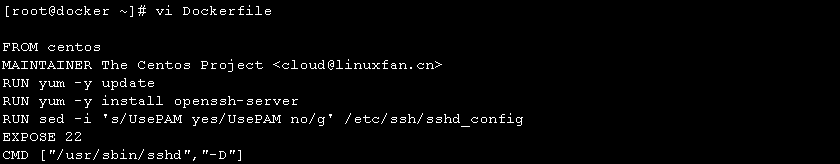 [root@docker ~]# vi Dockerfile
FROM centos
MAINTAINER The Centos Project <cloud@linuxfan.cn>
RUN yum -y update
RUN yum -y install openssh-server
RUN sed -i 's/UsePAM yes/UsePAM no/g' /etc/ssh/sshd_config
EXPOSE 22
CMD ["/usr/sbin/sshd","-D"]